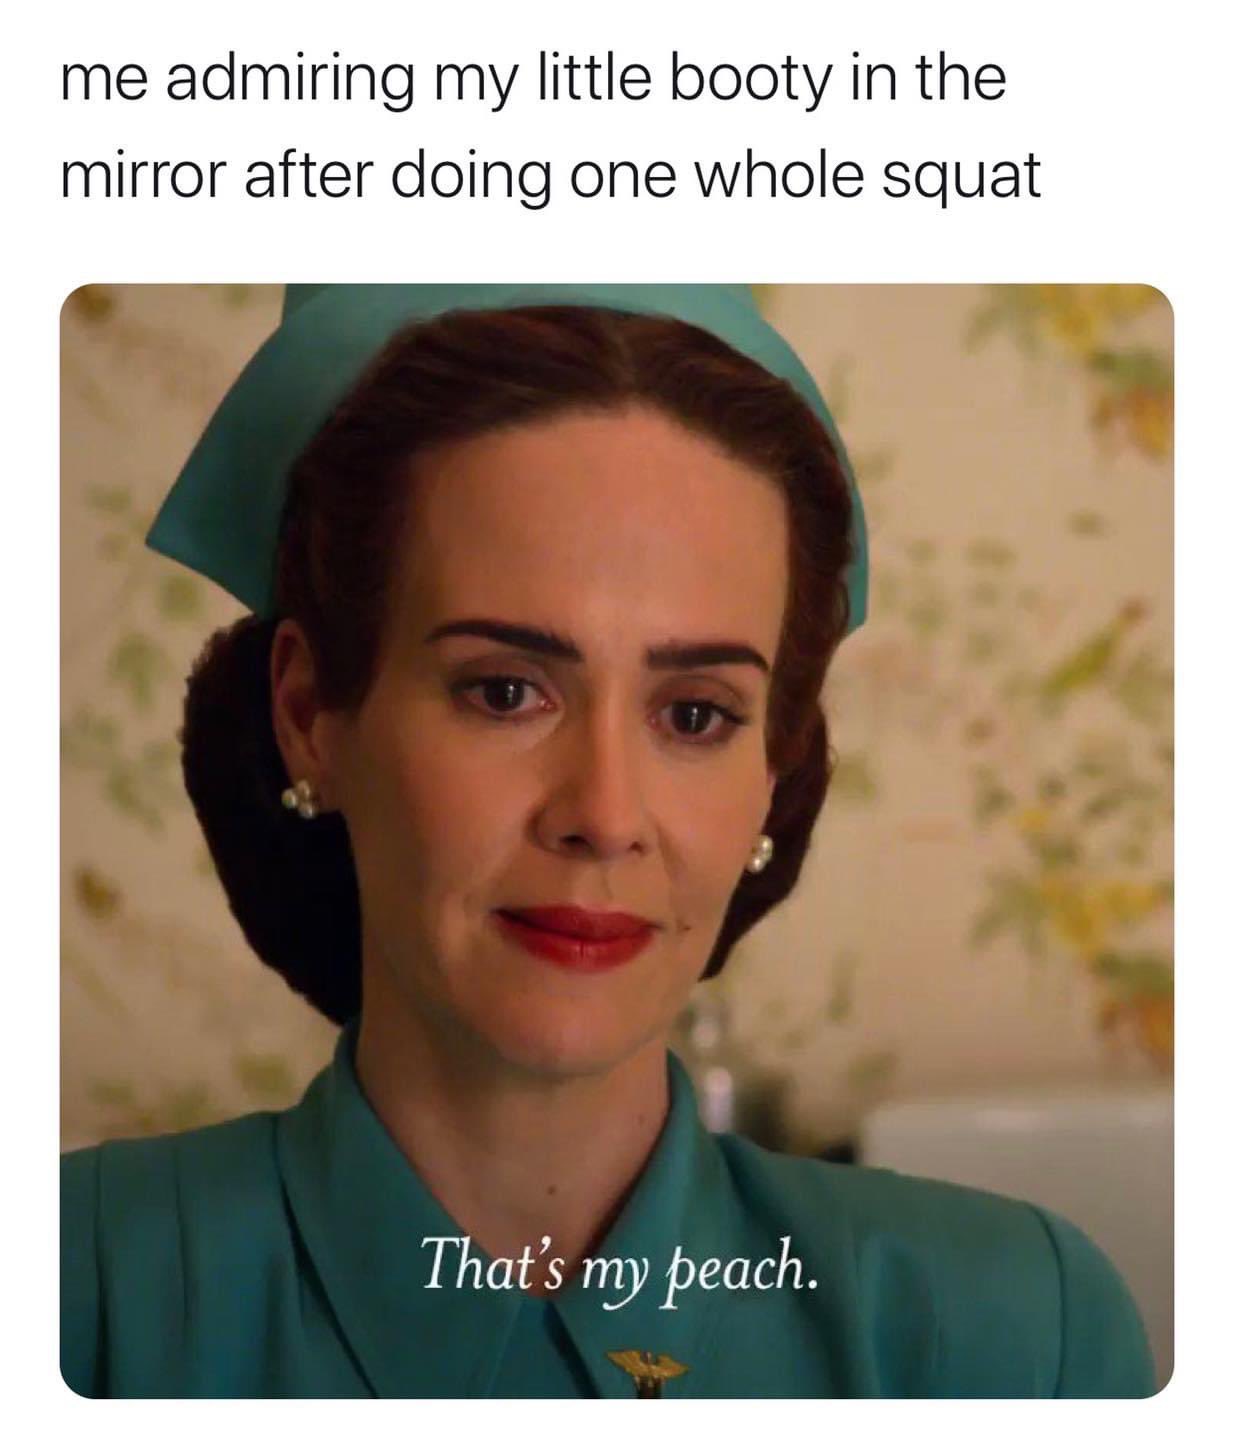 me admiring my little booty in the
mirror after doing one whole squat
That's my peach.